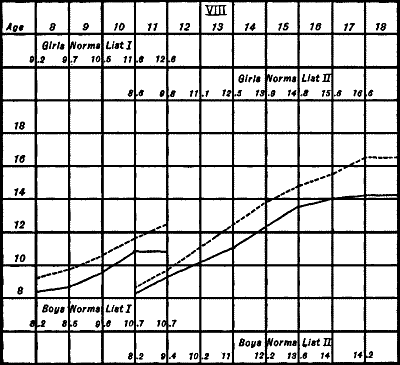 VIII
Age 8 9 10 11 12 13 14 15 16 17 18
Girls Norms List I
9.2 9.7 10.5 11.6 12.6
Girls Norms List II
8.6 9.8 11.1 12.5 13.9 14.8 15.6 16.6
18
16
14
12
10
8
Boys Norms List I
8.2 8.5 9.6 10.7 10.7
Boys Norms List II
8.2 9.4 10.2 11 12.2 13.6 14 14.2